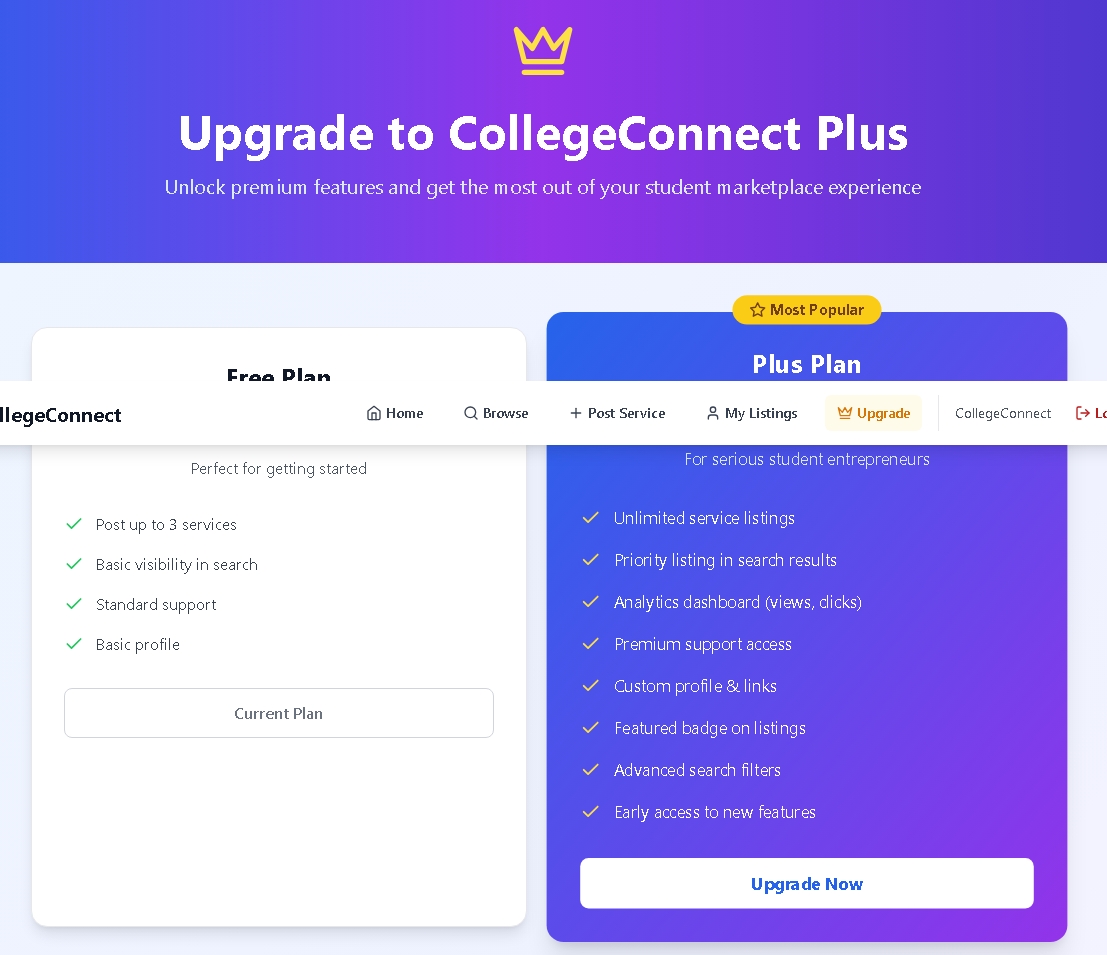 Upgrade to CollegeConnect Plus
Unlock premium features and get the most out of your student marketplace experience
Most Popular
Free Plan
Plus Plan
llegeConnect
Home
Browse
Post Service
My Listings
Upgrade
CollegeConnect
Lo
Perfect for getting started
Post up to 3 services
Basic visibility in search
Standard support
Basic profile
Current Plan
For serious student entrepreneurs
Unlimited service listings
Priority listing in search results
Analytics dashboard (views, clicks)
Premium support access
Custom profile & links
Featured badge on listings
Advanced search filters
Early access to new features
Upgrade Now